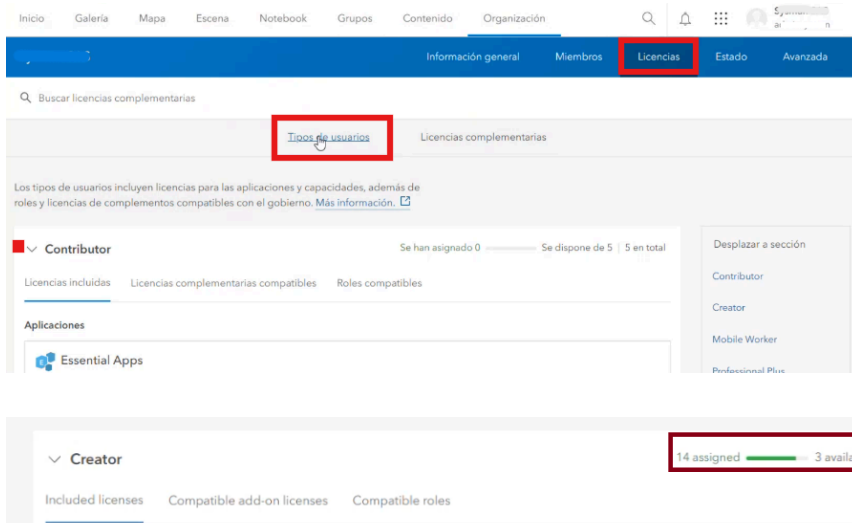 Inicio Galería Mapa Escena Notebook Grupos Contenido Organización
Información general Miembros Licencias Estado Avanzada
Buscar licencias complementarias
Tipos de usuarios Licencias complementarias
Los tipos de usuarios incluyen licencias para las aplicaciones y capacidades, además de
roles y licencias de complementos compatibles con el gobierno. Más información.
Contributor Se han asignado 0 Se dispone de 5 | 5 en total
Licencias incluidas Licencias complementarias compatibles Roles compatibles
Aplicaciones
Essential Apps
Desplazar a sección
Contributor
Creator
Mobile Worker
Professional Plus
Creator 14 assigned 3 availa
Included licenses Compatible add-on licenses Compatible roles